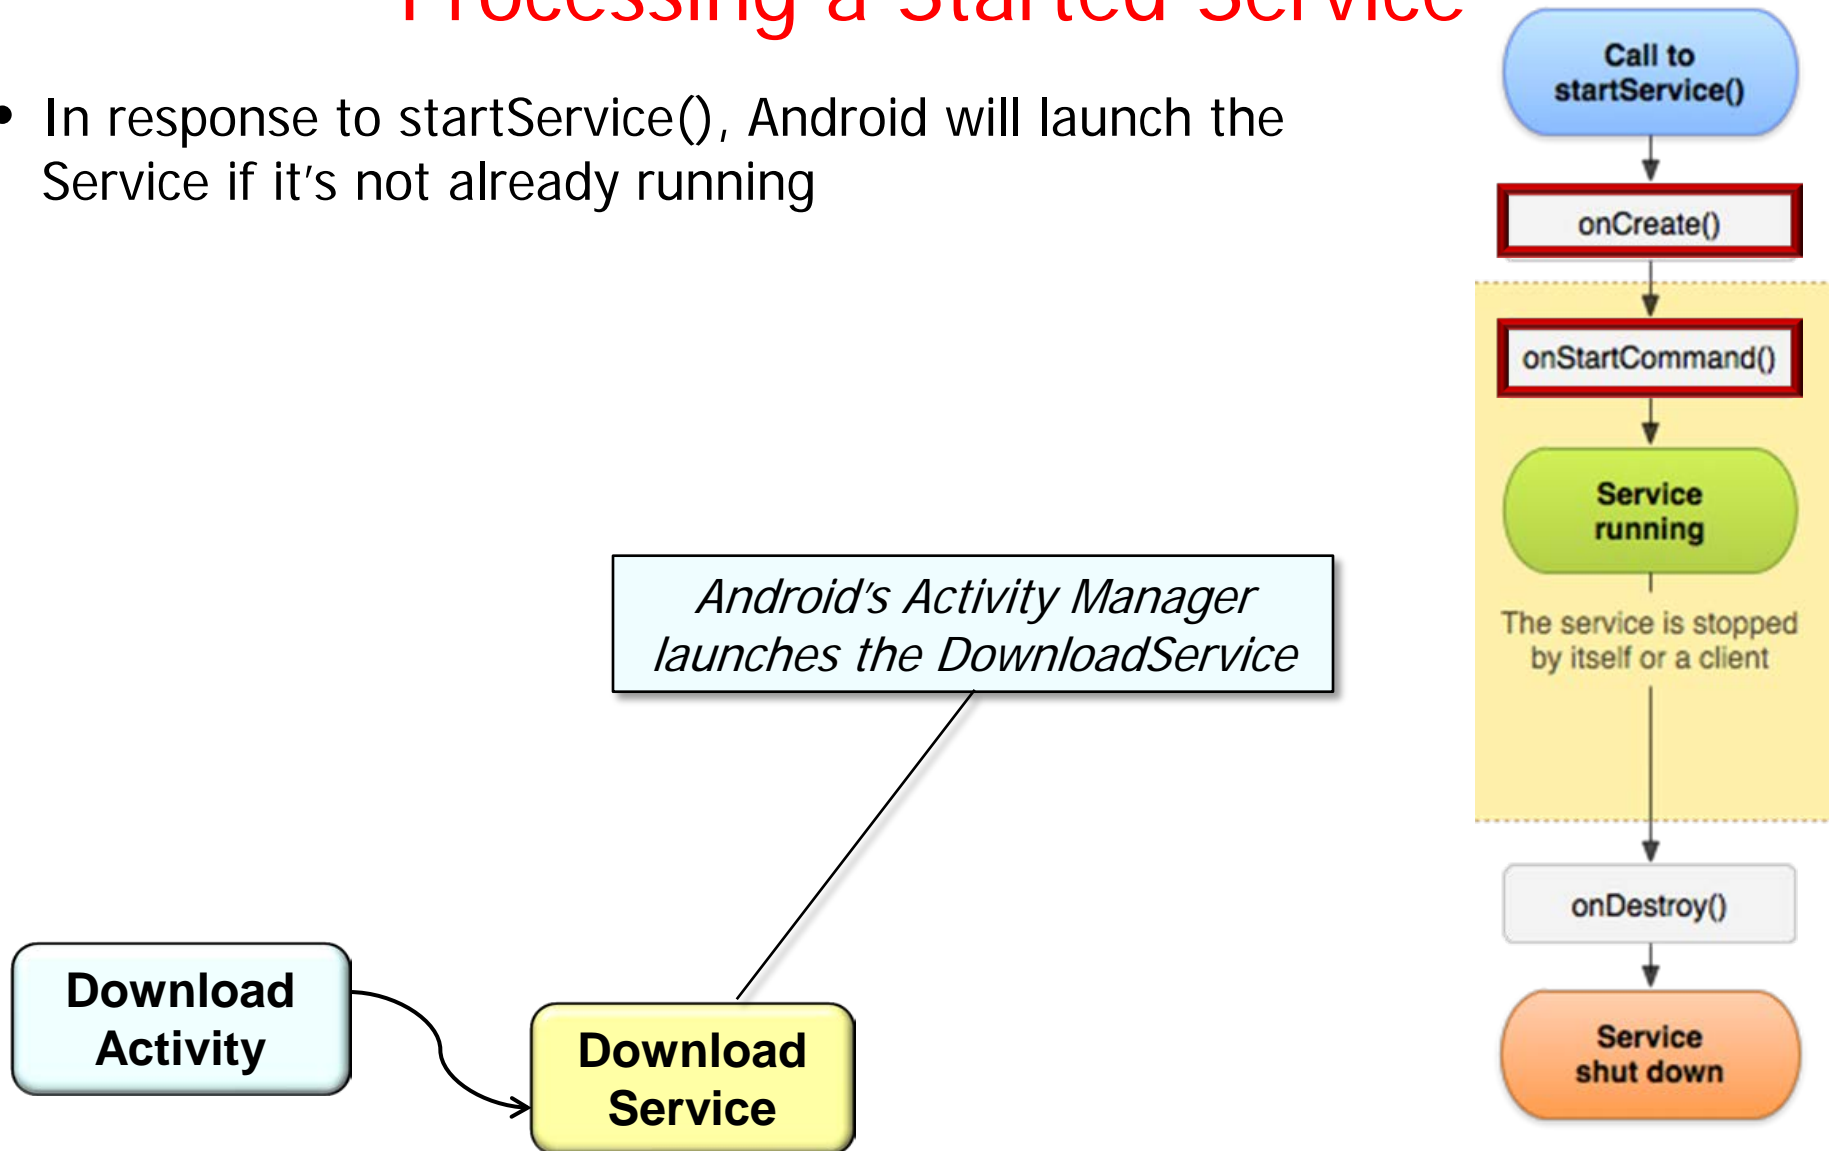 Processing a Started Service
• In response to startService(), Android will launch the
Service if it's not already running
Android's Activity Manager
launches the DownloadService
Download
Activity
Download
Service
Call to
startService()
onCreate()
onStartCommand()
Service
running
The service is stopped
by itself or a client
onDestroy()
Service
shut down